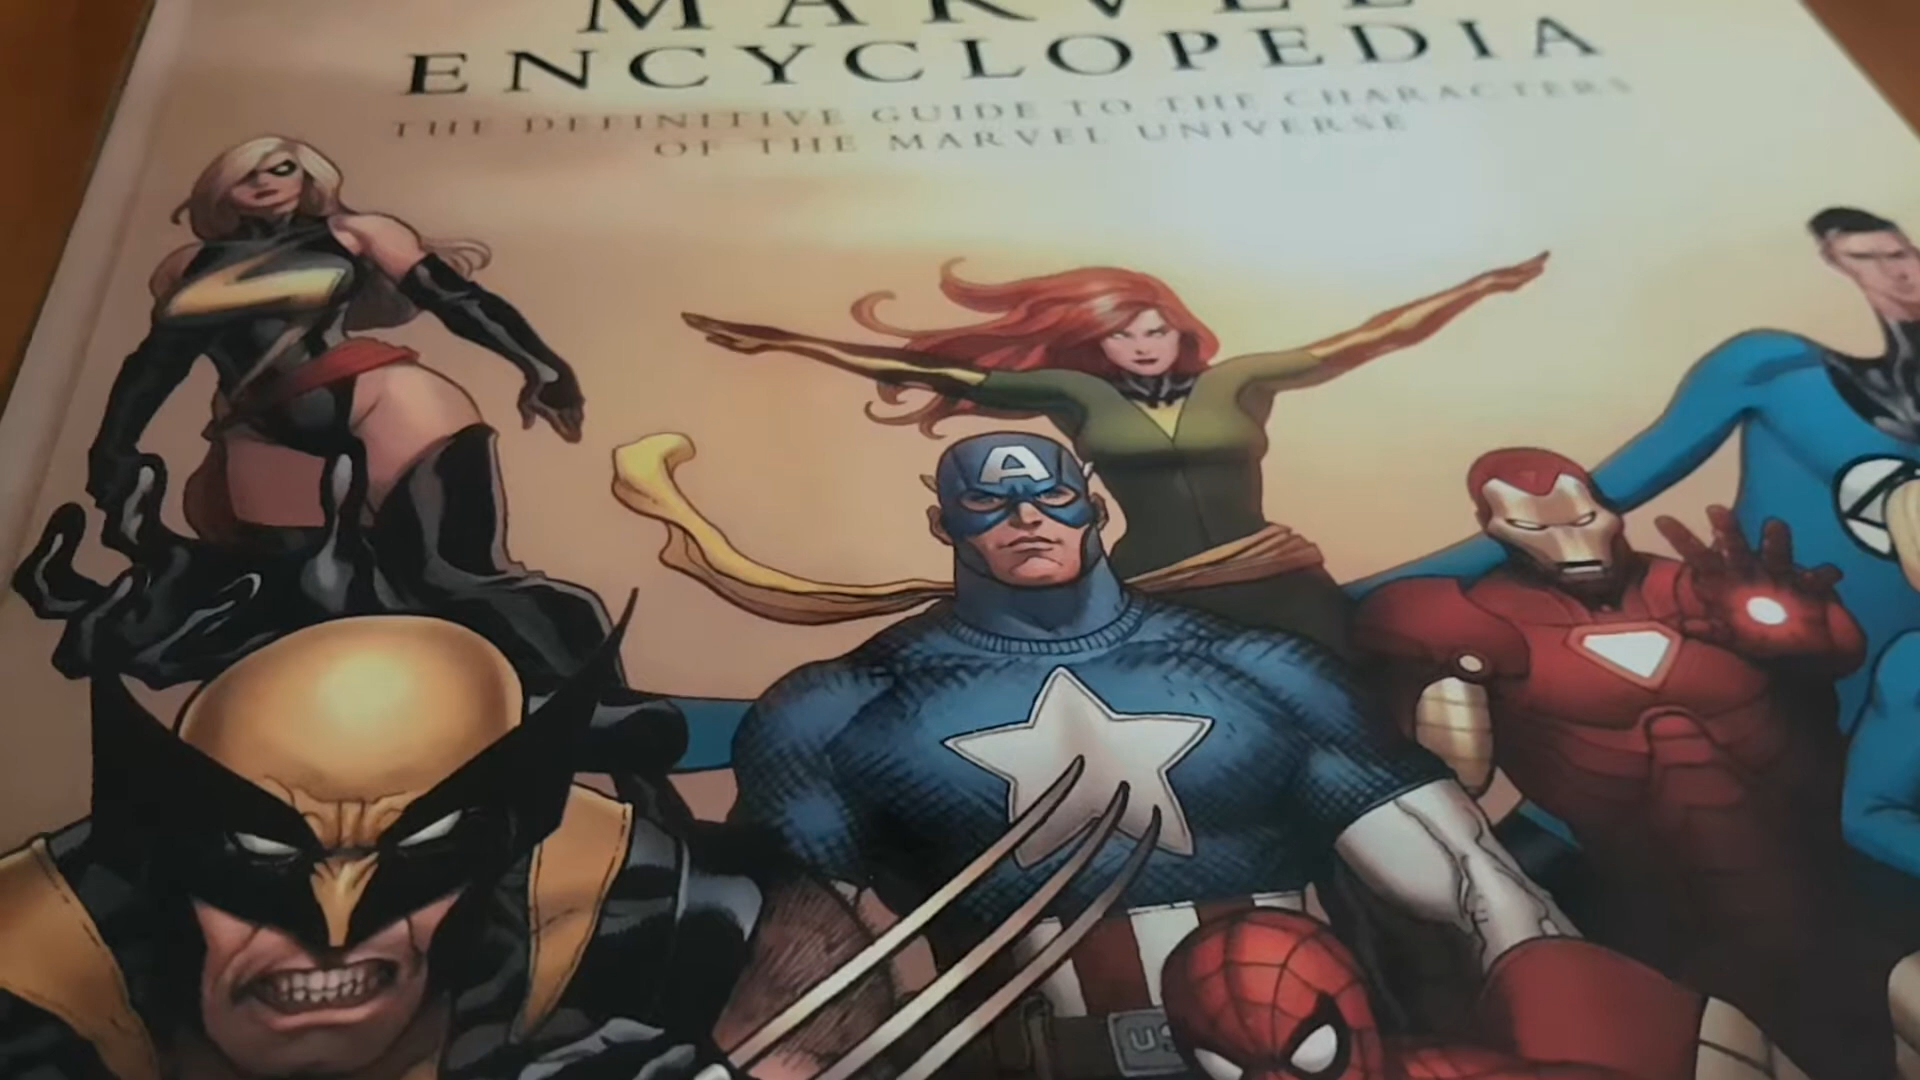 MARVEL
ENCYCLOPEDIA
THE DEFINITIVE GUIDE TO THE CHARACTERS
OF THE MARVEL UNIVERSE
A